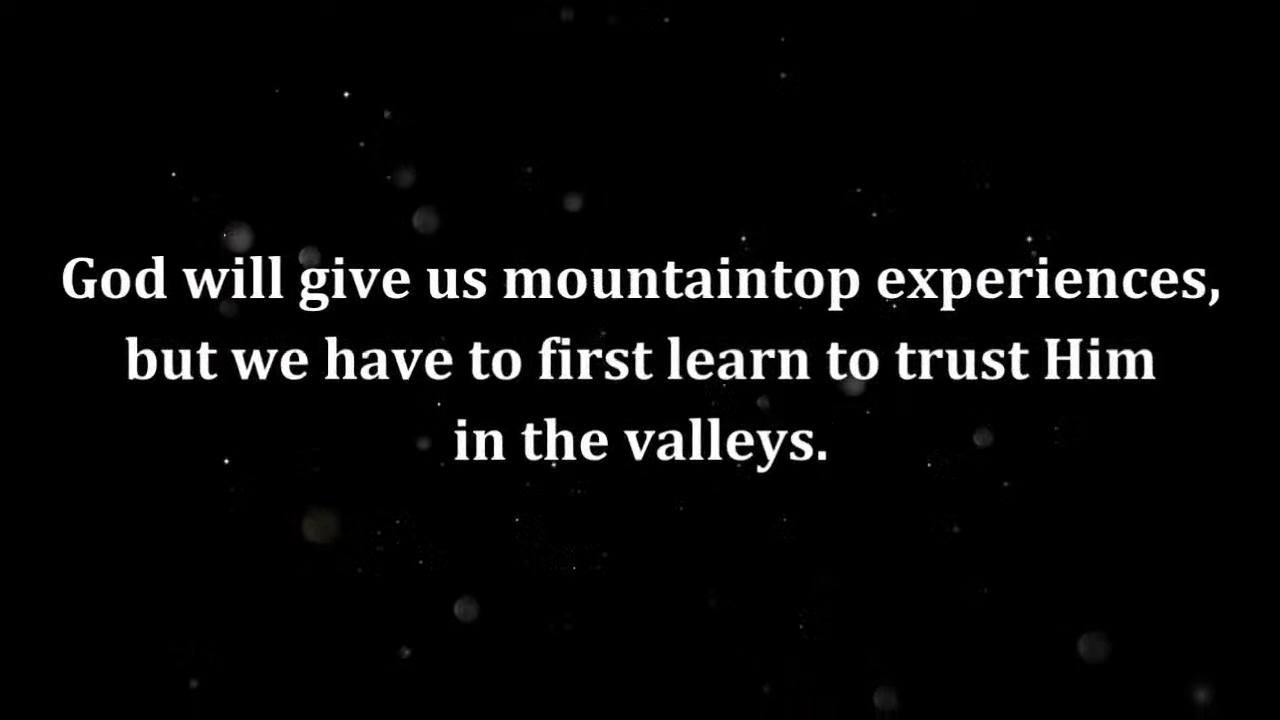 God will give us mountaintop experiences,
but we have to first learn to trust Him
in the valleys.